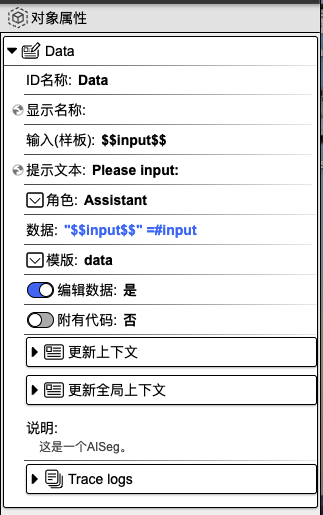 对象属性
Data
ID名称: Data
显示名称:
输入(样板): $$input$$
提示文本: Please input:
角色: Assistant
数据: "$$input$$" =#input
模版: data
编辑数据: 是
附有代码: 否
更新上下文
更新全局上下文
说明:
这是一个AISeg。
Trace logs